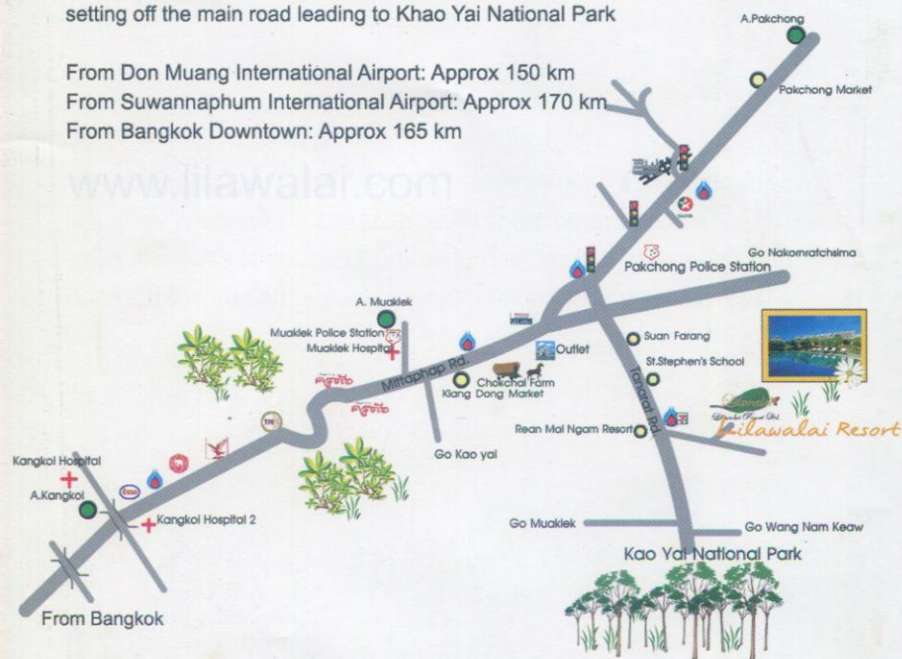 setting off the main road leading to Khao Yai National Park
From Don Muang International Airport: Approx 150 km
From Suwannaphum International Airport: Approx 170 km
From Bangkok Downtown: Approx 165 km
www.lilawalai.com
A.Pakchong
Pakchong Market
Go Nakornratchsima
Pakchong Police Station
A. Muaklek
Muaklek Police Station
Muaklek Hospital
Mittaphap Rd.
Outlet
Chokchai Farm
Klang Dong Market
Suan Farang
St.Stephen's School
Tanarat Rd.
Lilawalai
Lilawalai Resort
Rean Mai Ngam Resort
Go Kao yai
TPI
Kangkoi Hospital
Esso
A.Kangkoi
Kangkoi Hospital 2
Go Muaklek
Go Wang Nam Keaw
Kao Yai National Park
From Bangkok